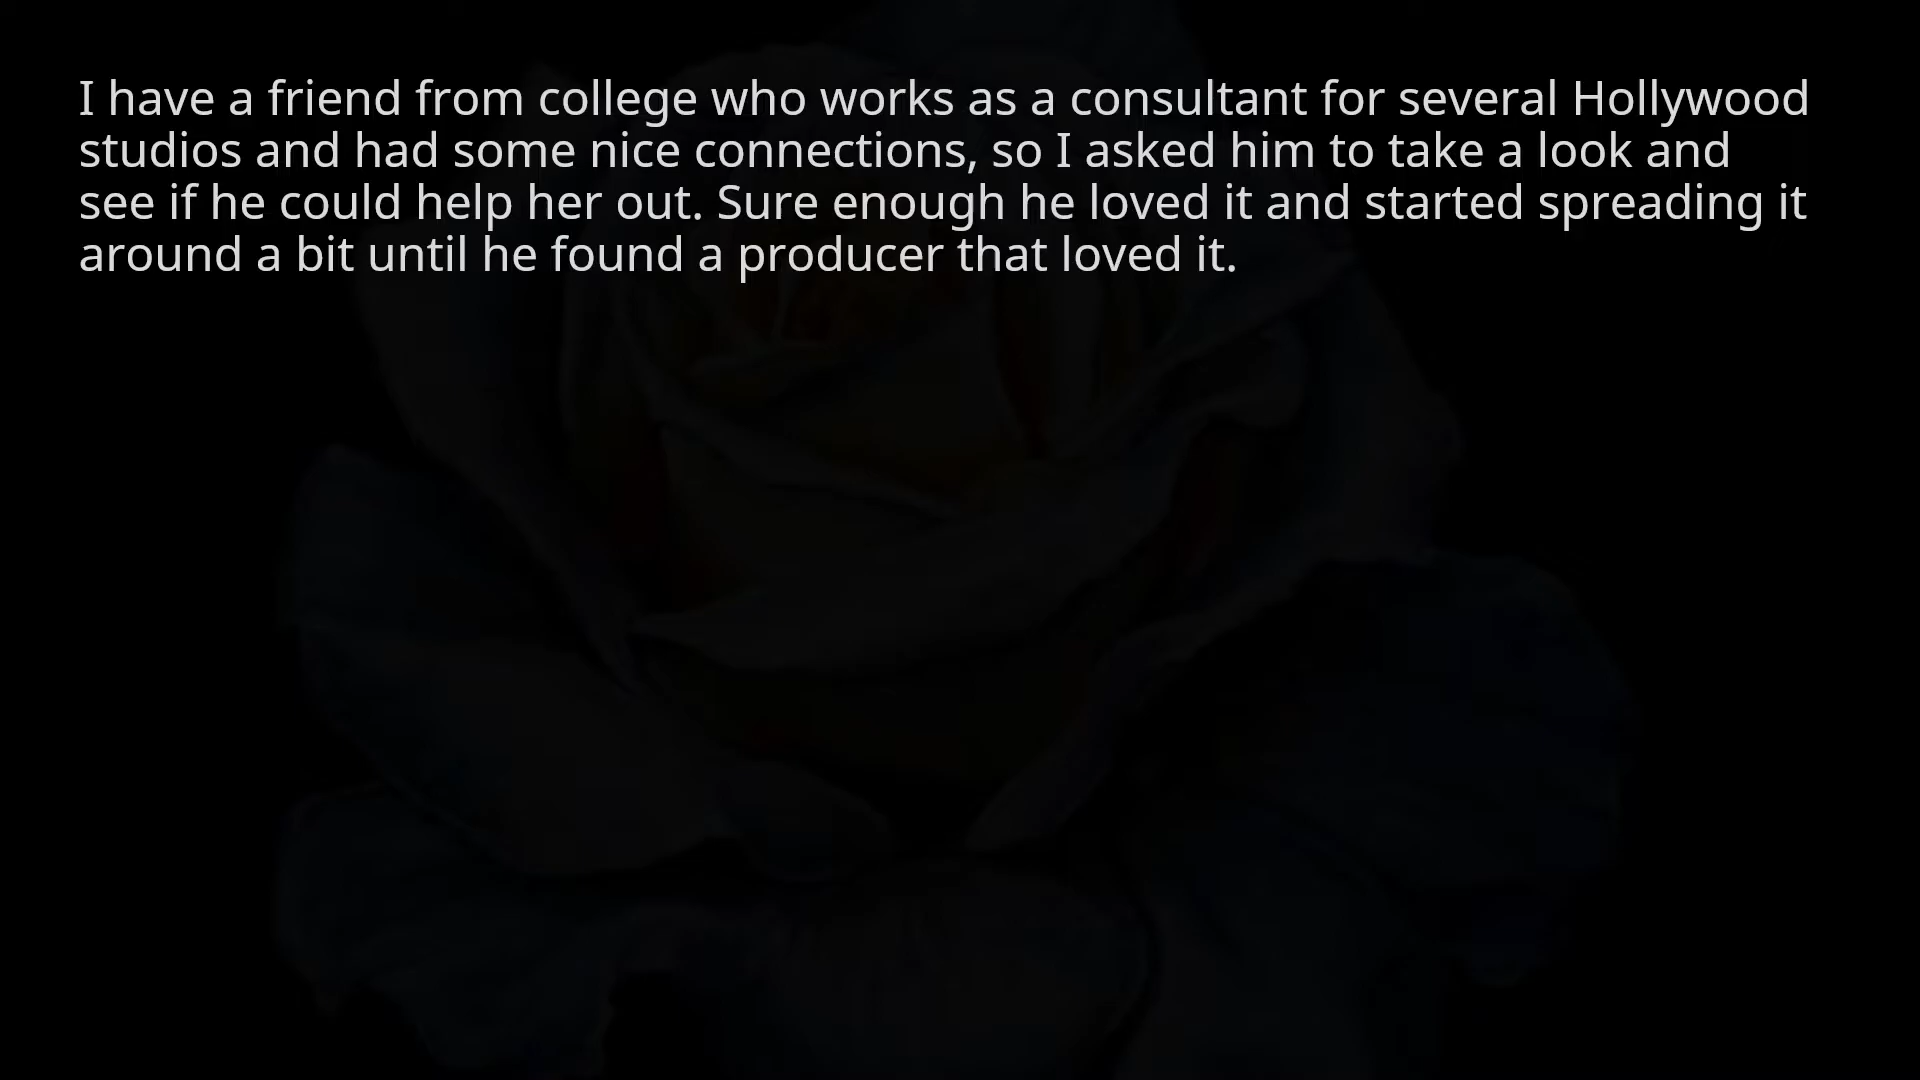 I have a friend from college who works as a consultant for several Hollywood
studios and had some nice connections, so I asked him to take a look and
see if he could help her out. Sure enough he loved it and started spreading it
around a bit until he found a producer that loved it.